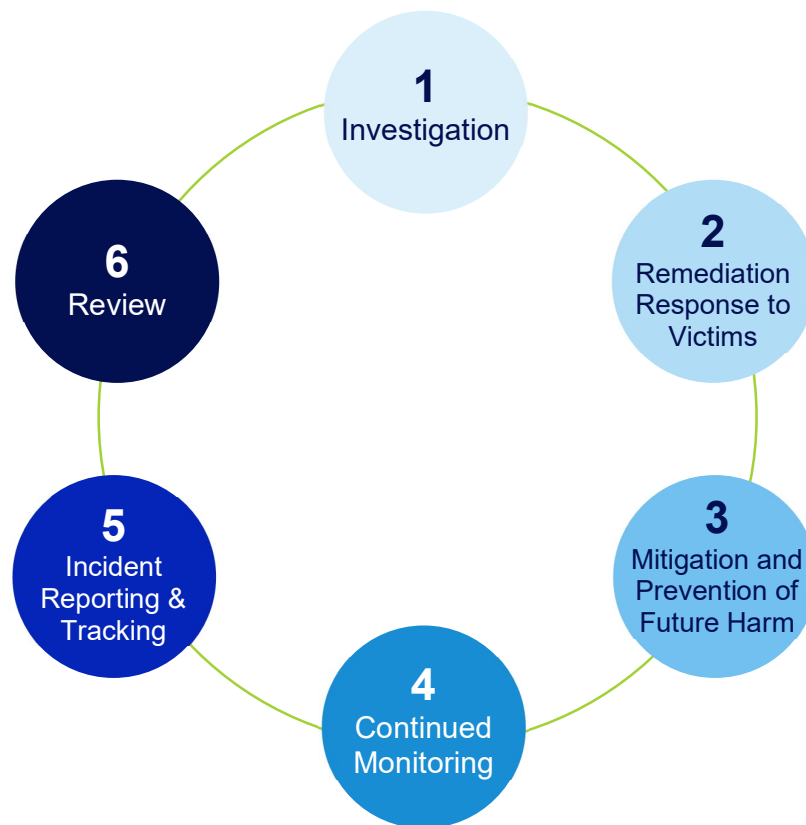 1
Investigation
2
Remediation
Response to
Victims
3
Mitigation and
Prevention of
Future Harm
4
Continued
Monitoring
5
Incident
Reporting &
Tracking
6
Review